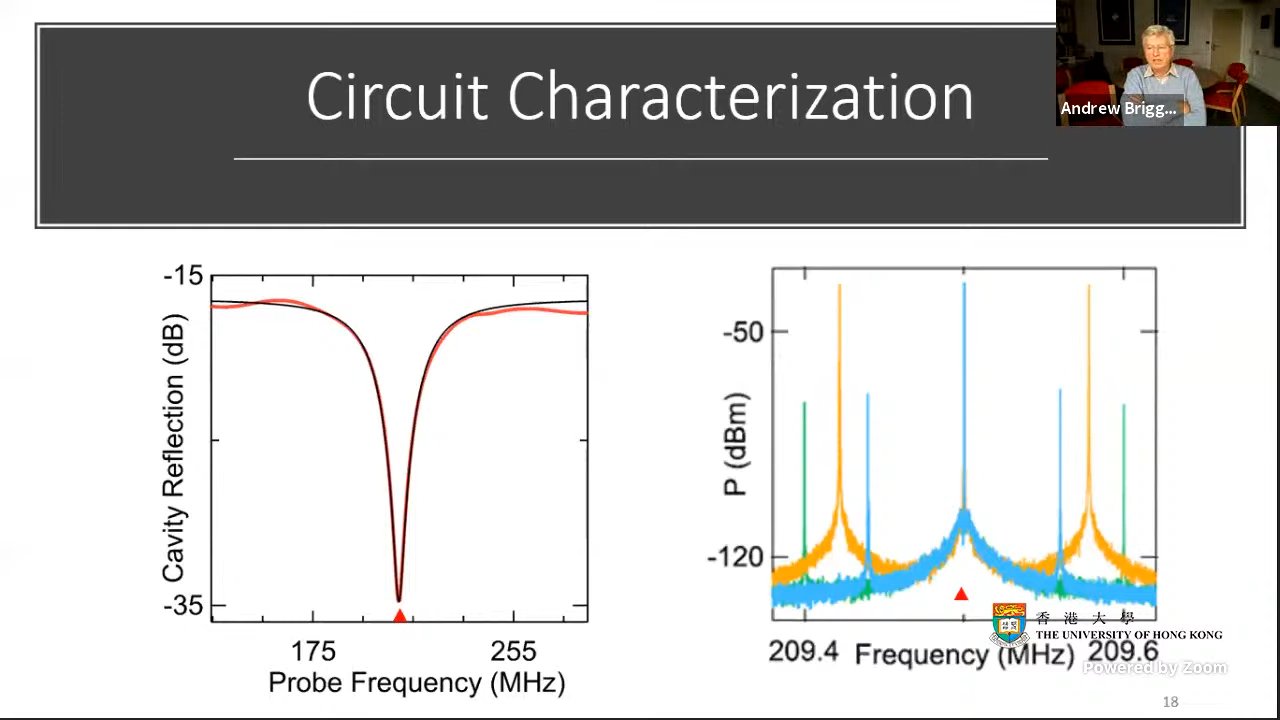 Circuit Characterization
Andrew Brigg...
-15
-35
Cavity Reflection (dB)
175
255
Probe Frequency (MHz)
-50
-120
P (dBm)
209.4
209.6
Frequency (MHz)
香港大學
THE UNIVERSITY OF HONG KONG
Powered by Zoom
18